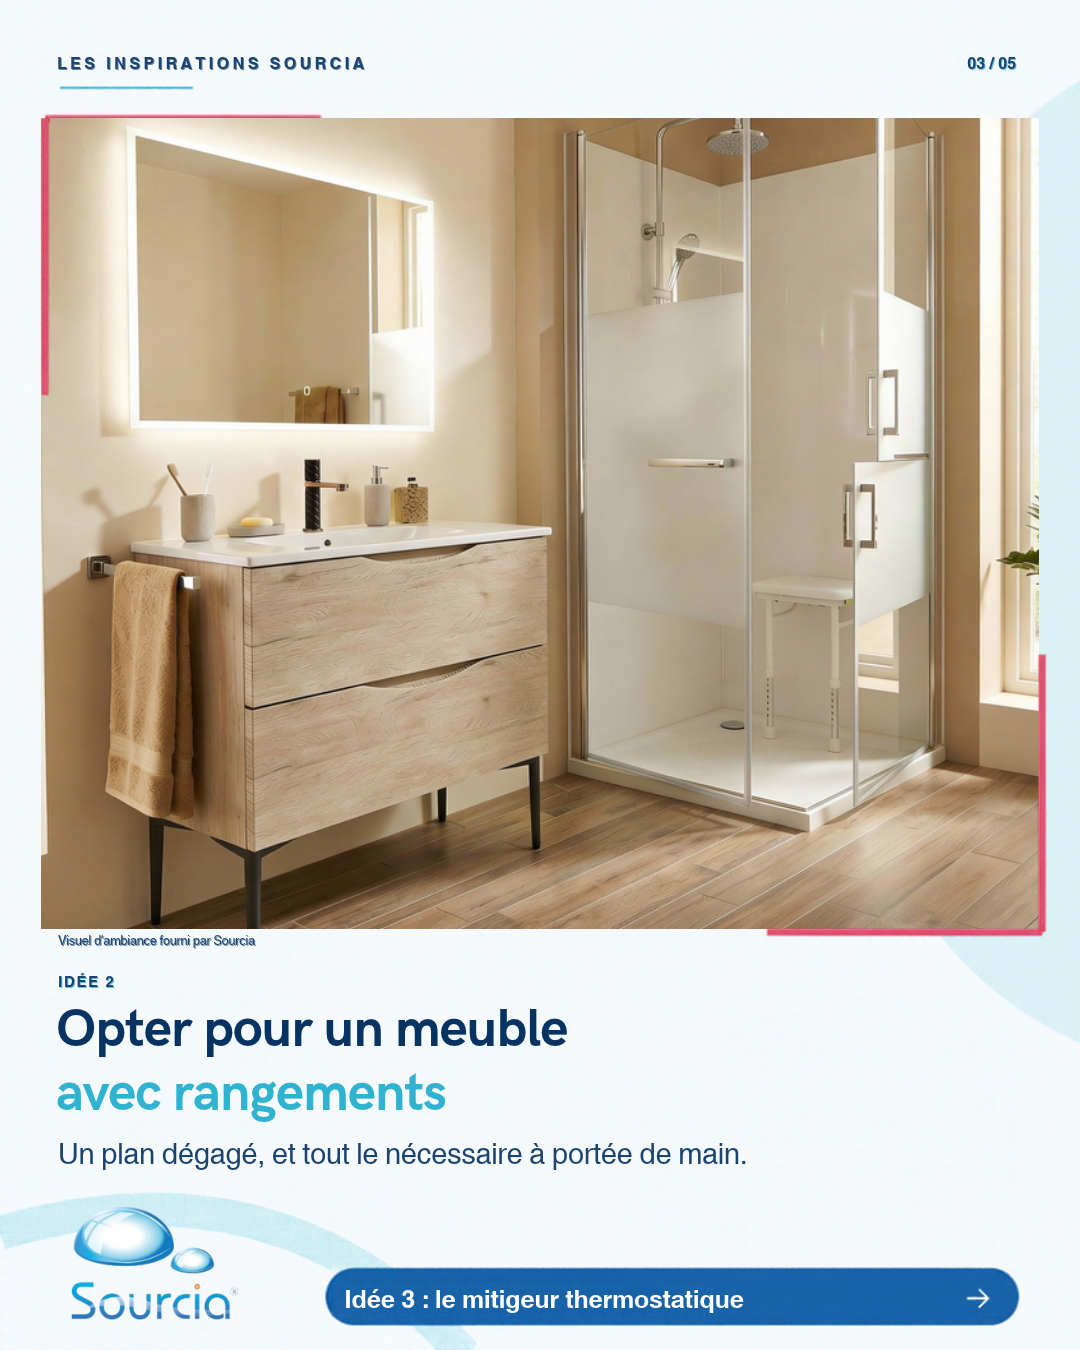 LES INSPIRATIONS SOURCIA
03 / 05
Visuel d'ambiance fourni par Sourcia
IDÉE 2
Opter pour un meuble
avec rangements
Un plan dégagé, et tout le nécessaire à portée de main.
Sourcia®
Idée 3 : le mitigeur thermostatique